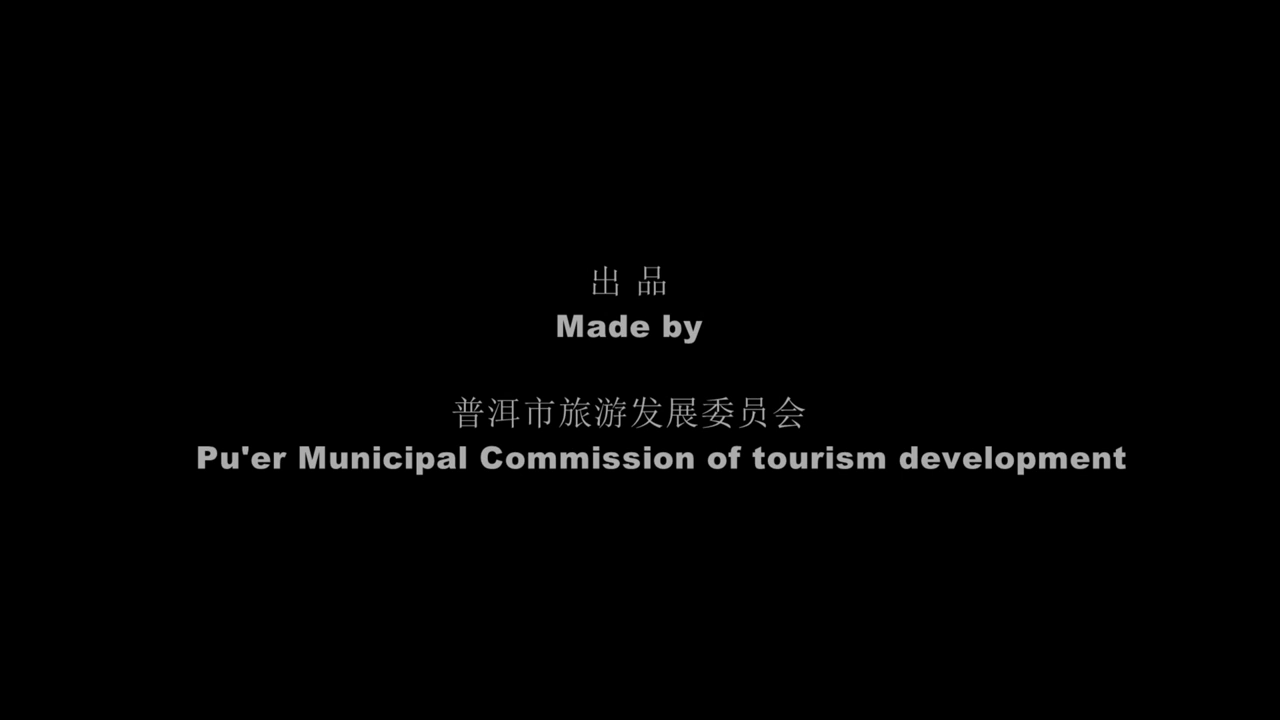 出 品
Made by
普洱市旅游发展委员会
Pu'er Municipal Commission of tourism development